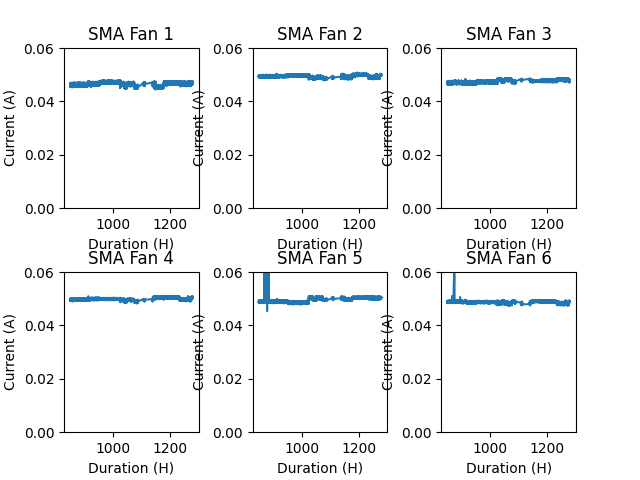 SMA Fan 1
SMA Fan 2
SMA Fan 3
0.06
0.04
0.02
0.00
Current (A)
1000 1200
Duration (H)
0.06
0.04
0.02
0.00
Current (A)
1000 1200
Duration (H)
0.06
0.04
0.02
0.00
Current (A)
1000 1200
Duration (H)
SMA Fan 4
SMA Fan 5
SMA Fan 6
0.06
0.04
0.02
0.00
Current (A)
1000 1200
Duration (H)
0.06
0.04
0.02
0.00
Current (A)
1000 1200
Duration (H)
0.06
0.04
0.02
0.00
Current (A)
1000 1200
Duration (H)